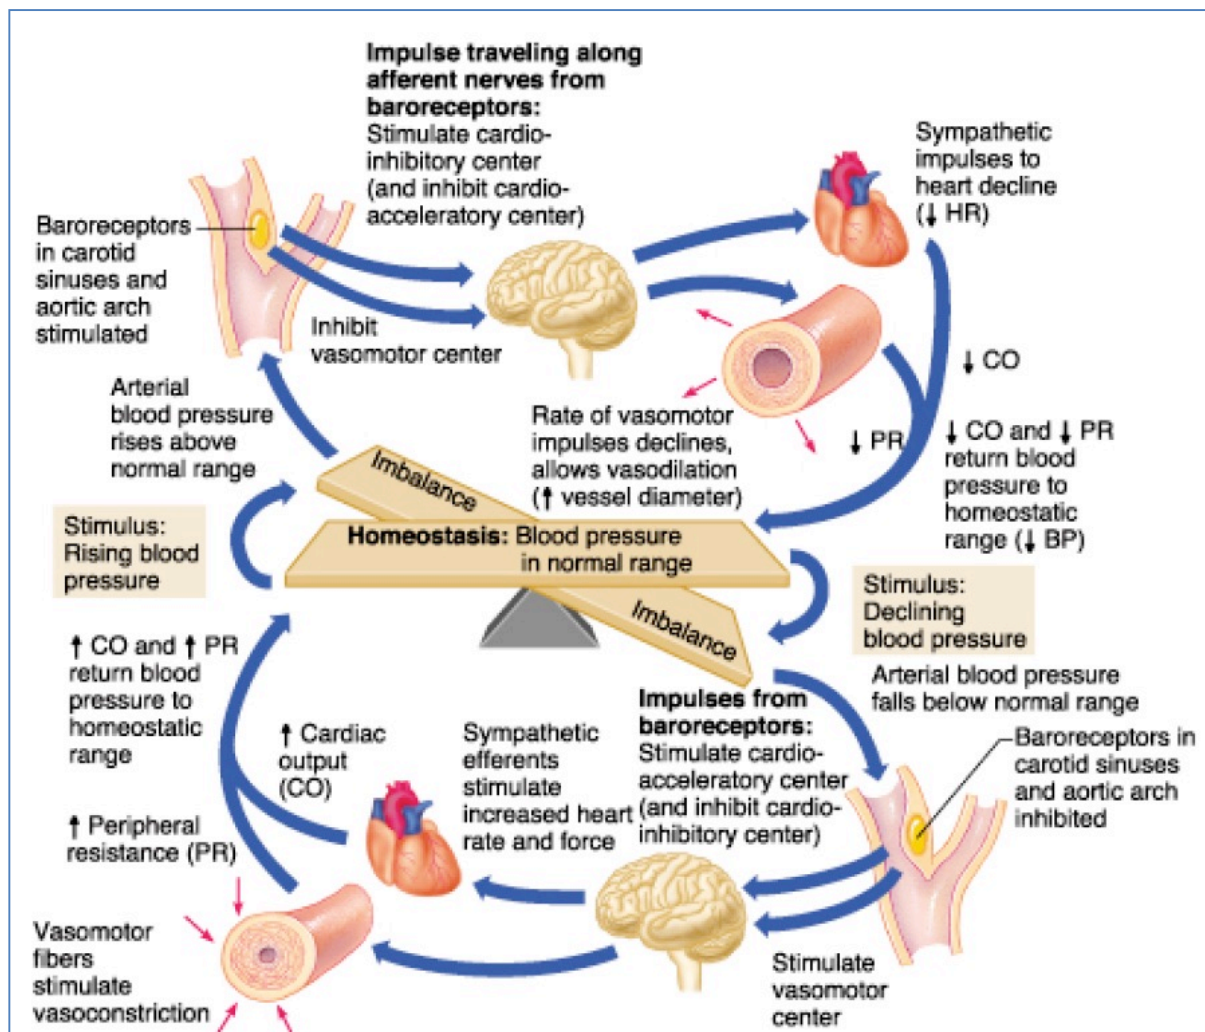 Impulse traveling along
afferent nerves from
baroreceptors:
Stimulate cardio-
inhibitory center
(and inhibit cardio-
acceleratory center)
Sympathetic
impulses to
heart decline
(↓ HR)
Baroreceptors
in carotid
sinuses and
aortic arch
stimulated
Inhibit
vasomotor center
↓ CO
Arterial
blood pressure
rises above
normal range
Rate of vasomotor
impulses declines,
allows vasodilation
(↑ vessel diameter)
↓ PR
↓ CO and ↓ PR
return blood
pressure to
homeostatic
range (↓ BP)
Imbalance
Stimulus:
Rising blood
pressure
Homeostasis: Blood pressure
in normal range
Imbalance
Stimulus:
Declining
blood pressure
↑ CO and ↑ PR
return blood
pressure to
homeostatic
range
Arterial blood pressure
falls below normal range
↑ Cardiac
output
(CO)
Sympathetic
efferents
stimulate
increased heart
rate and force
Impulses from
baroreceptors:
Stimulate cardio-
acceleratory center
(and inhibit cardio-
inhibitory center)
Baroreceptors in
carotid sinuses
and aortic arch
inhibited
↑ Peripheral
resistance (PR)
Vasomotor
fibers
stimulate
vasoconstriction
Stimulate
vasomotor
center